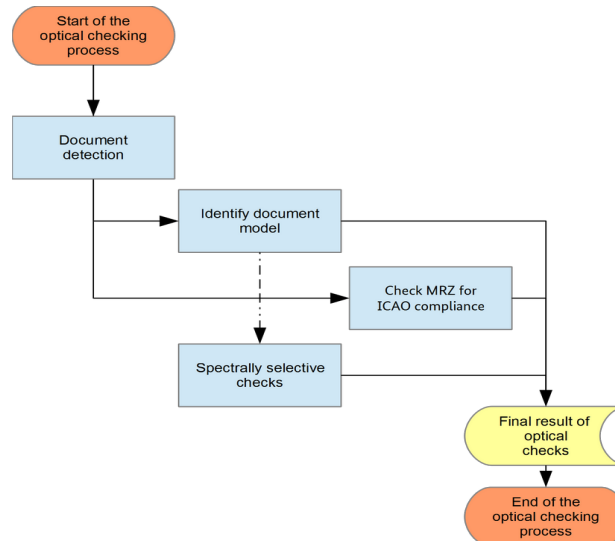 Start of the
optical checking
process
Document
detection
Identify document
model
Check MRZ for
ICAO compliance
Spectrally selective
checks
Final result of
optical
checks
End of the
optical checking
process